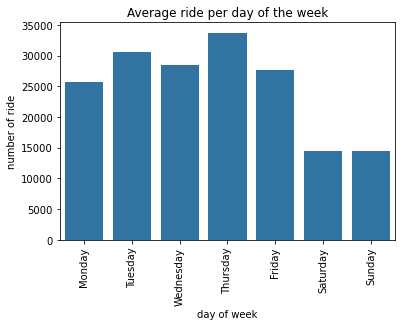 Average ride per day of the week
number of ride
35000
30000
25000
20000
15000
10000
5000
0
Monday
Tuesday
Wednesday
Thursday
Friday
Saturday
Sunday
day of week